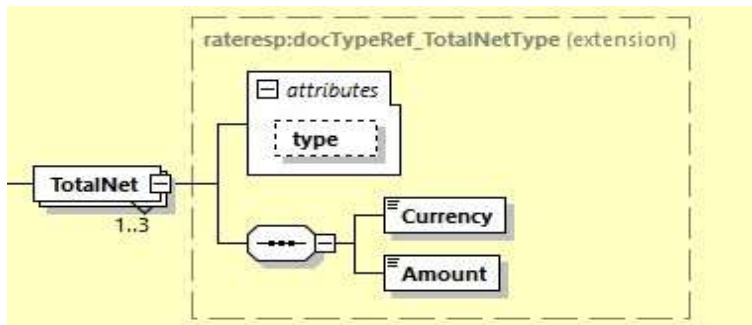 rateresp:docTypeRef_TotalNetType (extension)
attributes
type
TotalNet
1..3
Currency
Amount